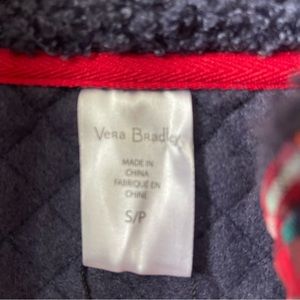 Vera Bradley
MADE IN
CHINA
FABRIQUÉ EN
CHINE
S/P